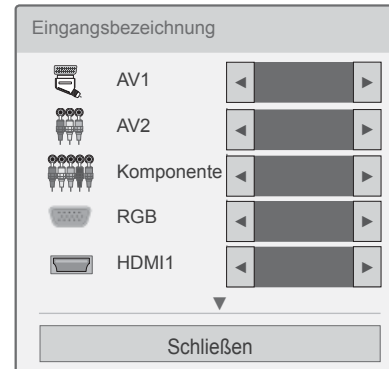 Eingangsbezeichnung
AV1
AV2
Komponente
RGB
HDMI1
Schließen